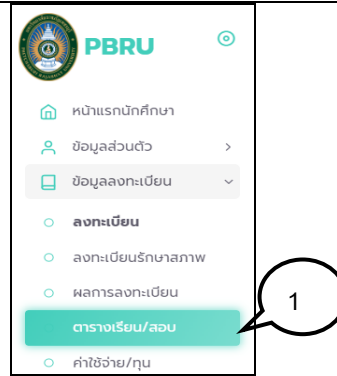 PBRU
หน้าแรกนักศึกษา
ข้อมูลส่วนตัว
ข้อมูลลงทะเบียน
ลงทะเบียน
ลงทะเบียนรักษาสภาพ
ผลการลงทะเบียน
ตารางเรียน/สอบ
1
ค่าใช้จ่าย/ทุน